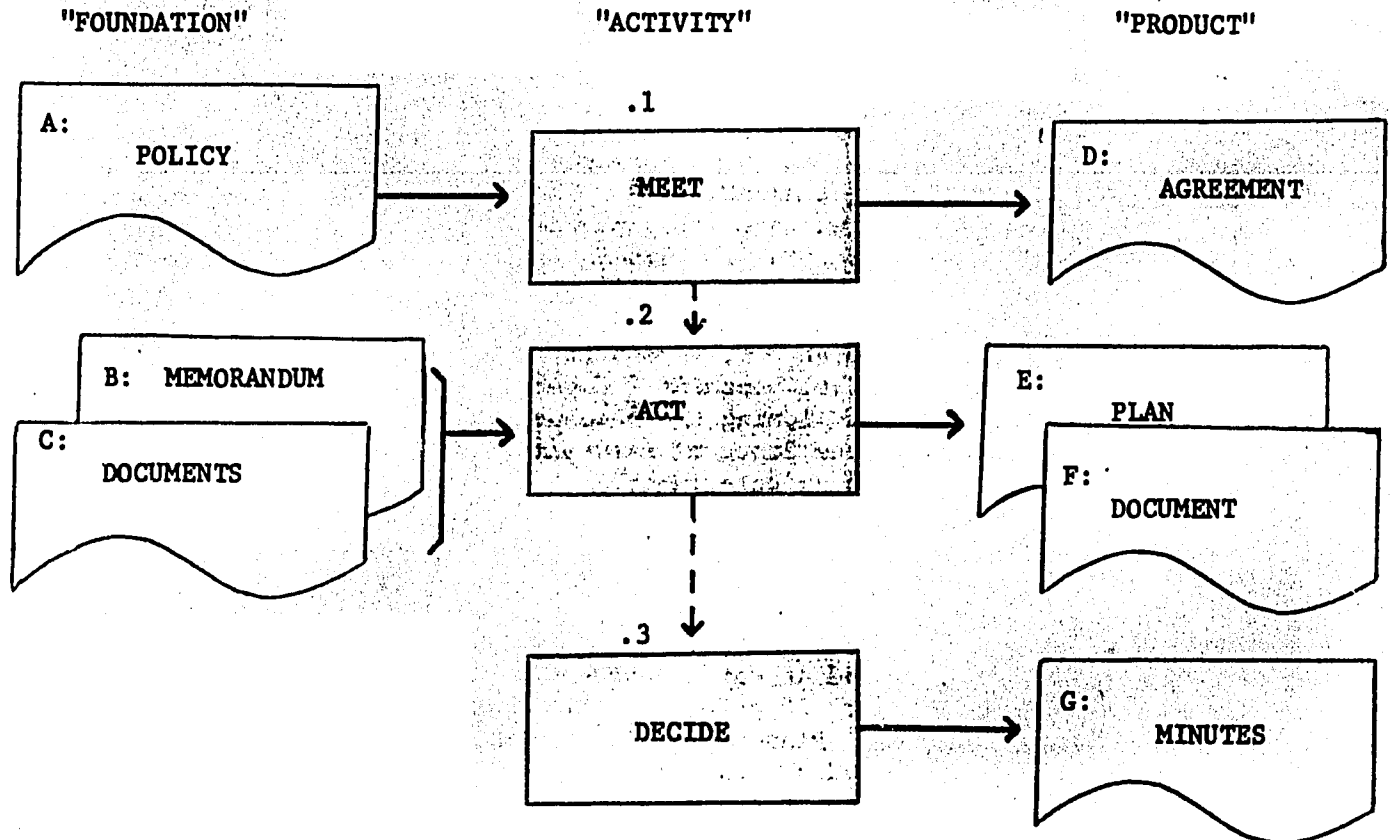 "FOUNDATION" "ACTIVITY" "PRODUCT"
.1
A:
POLICY
MEET
D:
AGREEMENT
.2
B: MEMORANDUM
C:
DOCUMENTS
ACT
E:
PLAN
F:
DOCUMENT
.3
DECIDE
G:
MINUTES